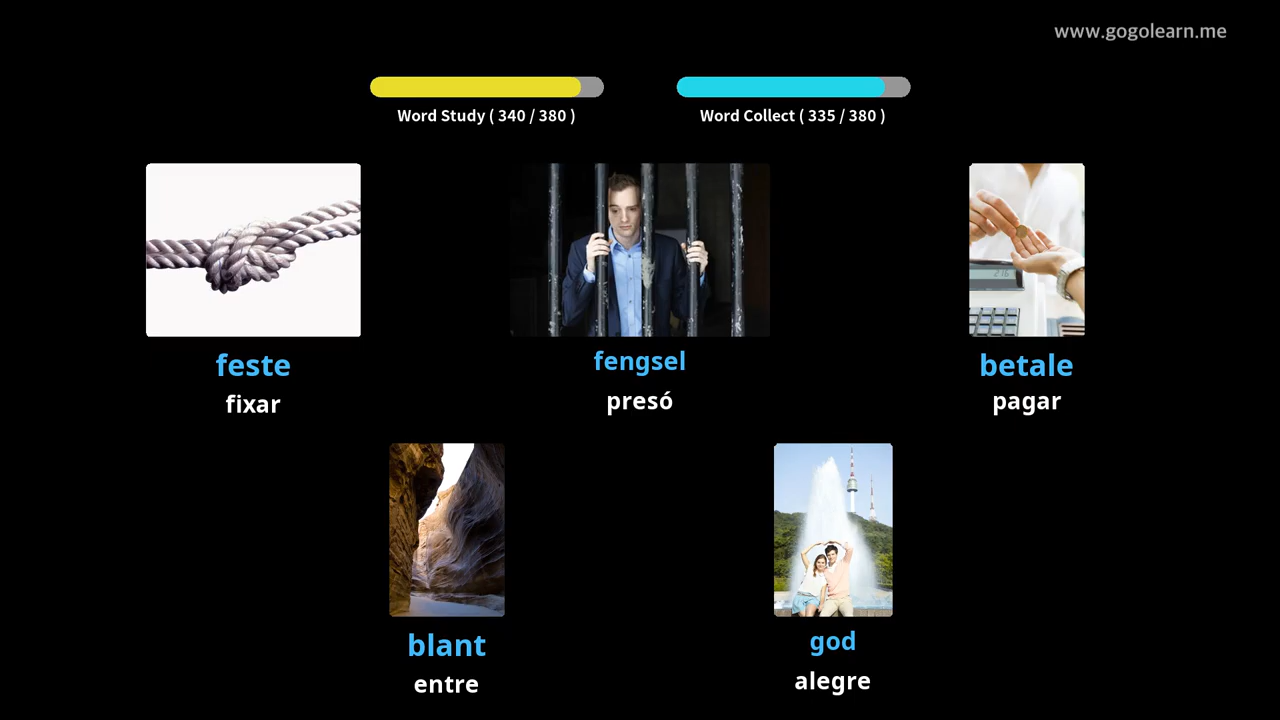 www.gogolearn.me
Word Study ( 340 / 380 )
Word Collect ( 335 / 380 )
feste
fixar
fengsel
presó
betale
pagar
blant
entre
god
alegre